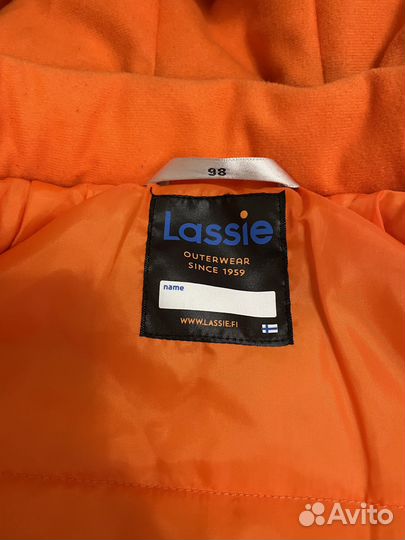 98
Lassie
OUTERWEAR
SINCE 1959
name
WWW.LASSIE.FI
Avito